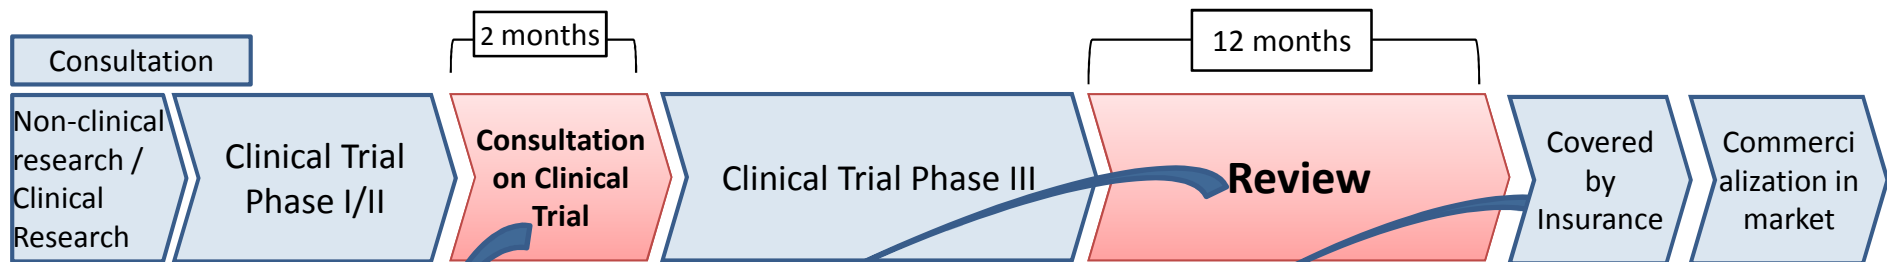 2 months
12 months
Consultation
Non-clinical
research /
Clinical
Research
Clinical Trial
Phase I/II
Consultation
on Clinical
Trial
Clinical Trial Phase III
Review
Covered
by
Insurance
Commerci
alization in
market